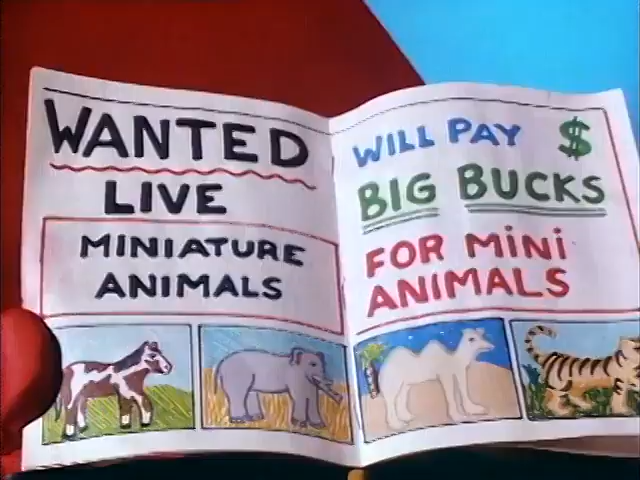 WANTED
LIVE
MINIATURE
ANIMALS
WILL PAY $
BIG BUCKS
FOR MiNi
ANIMALS